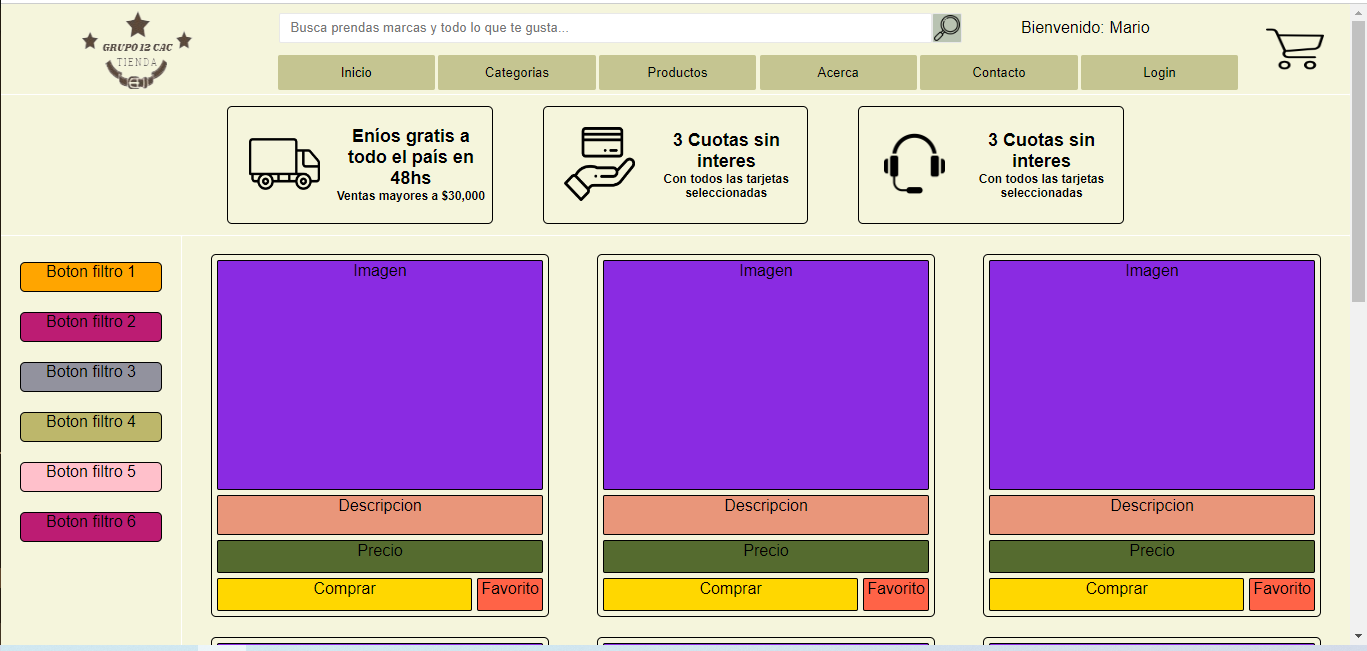 GRUPO 12 CAC
TIENDA
Busca prendas marcas y todo lo que te gusta...
Bienvenido: Mario
Inicio
Categorias
Productos
Acerca
Contacto
Login
Eníos gratis a
todo el país en
48hs
Ventas mayores a $30,000
3 Cuotas sin
interes
Con todos las tarjetas
seleccionadas
3 Cuotas sin
interes
Con todos las tarjetas
seleccionadas
Boton filtro 1
Boton filtro 2
Boton filtro 3
Boton filtro 4
Boton filtro 5
Boton filtro 6
Imagen
Descripcion
Precio
Comprar
Favorito
Imagen
Descripcion
Precio
Comprar
Favorito
Imagen
Descripcion
Precio
Comprar
Favorito